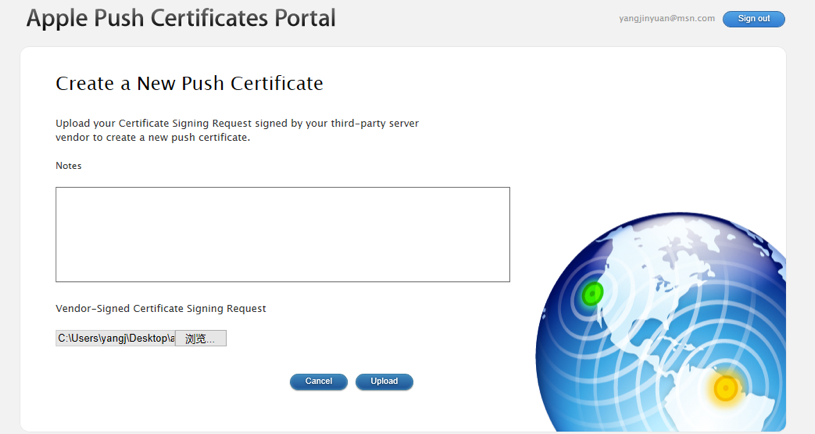 Apple Push Certificates Portal
yangjinyuan@msn.com
Sign out
Create a New Push Certificate
Upload your Certificate Signing Request signed by your third-party server
vendor to create a new push certificate.
Notes
Vendor-Signed Certificate Signing Request
C:\Users\yangj\Desktop\a 浏览...
Cancel Upload